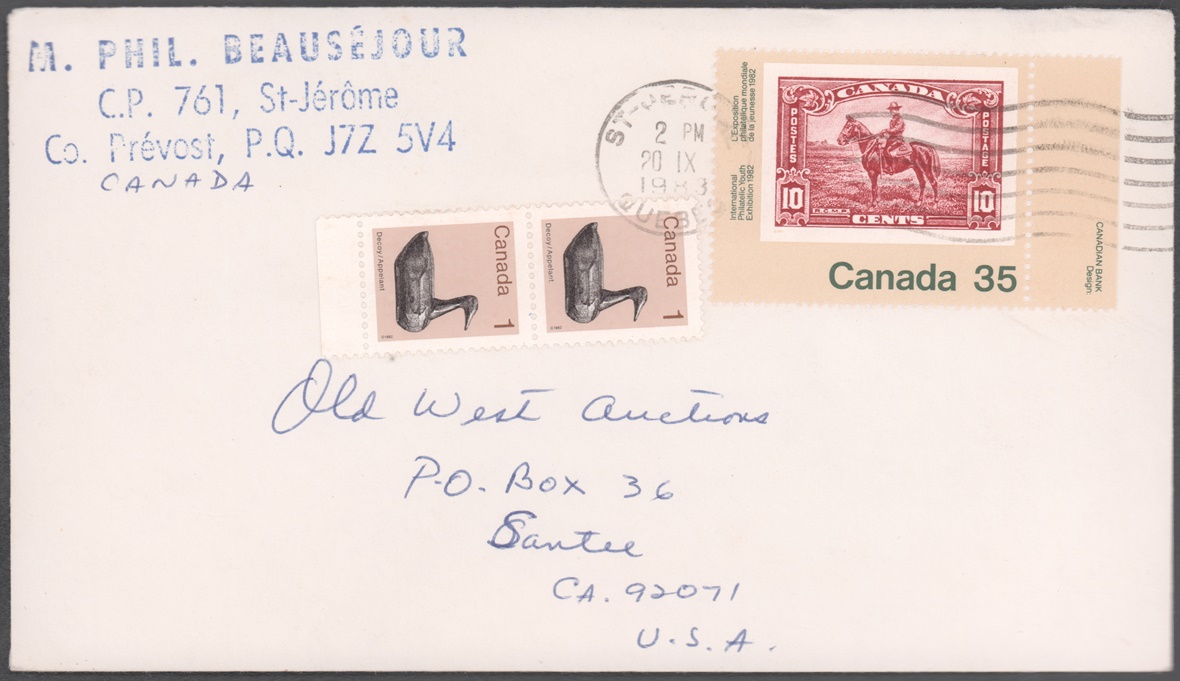 M. PHIL. BEAUSÉJOUR
C.P. 761, St-Jérôme
Co. Prévost, P.Q. J7Z 5V4
CANADA
2 PM
20 IX
1983
QUEBEC
L'Exposition
philatélique mondiale
de la jeunesse 1982
International
Philatelic Youth
Exhibition 1982
CANADA
POSTES
POSTAGE
10
10
R.C.M.P.
CENTS
Canada 35
CANADIAN BANK
Design:
Decoy/Appelant
Canada
1
©1982
Decoy/Appelant
Canada
1
©1982
Old West Auctions
P.O. Box 36
Santee
CA. 92071
U.S.A.